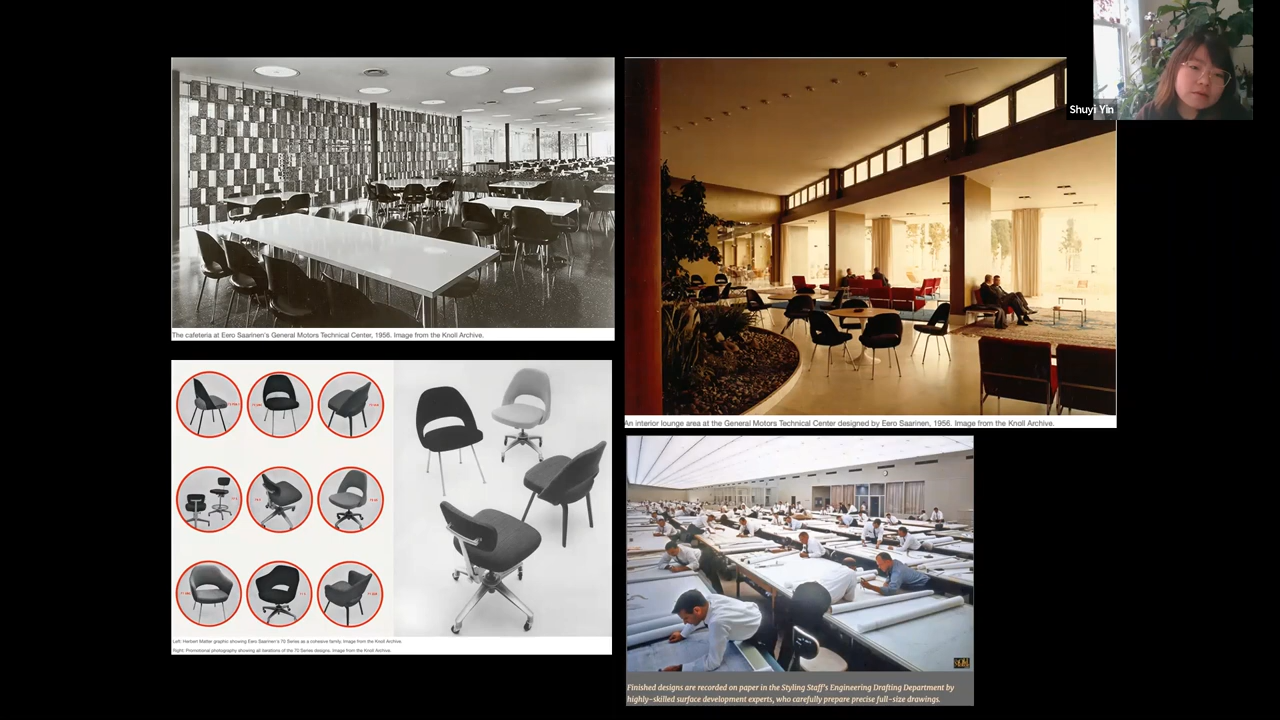 Shuyi Yin
The cafeteria at Eero Saarinen's General Motors Technical Center, 1956. Image from the Knoll Archive.
An interior lounge area at the General Motors Technical Center designed by Eero Saarinen, 1956. Image from the Knoll Archive.
Left: Herbert Matter graphic showing Eero Saarinen's 70 Series as a cohesive family. Image from the Knoll Archive.
Right: Promotional photography showing all iterations of the 70 Series designs. Image from the Knoll Archive.
Finished designs are recorded on paper in the Styling Staff's Engineering Drafting Department by
highly-skilled surface development experts, who carefully prepare precise full-size drawings.